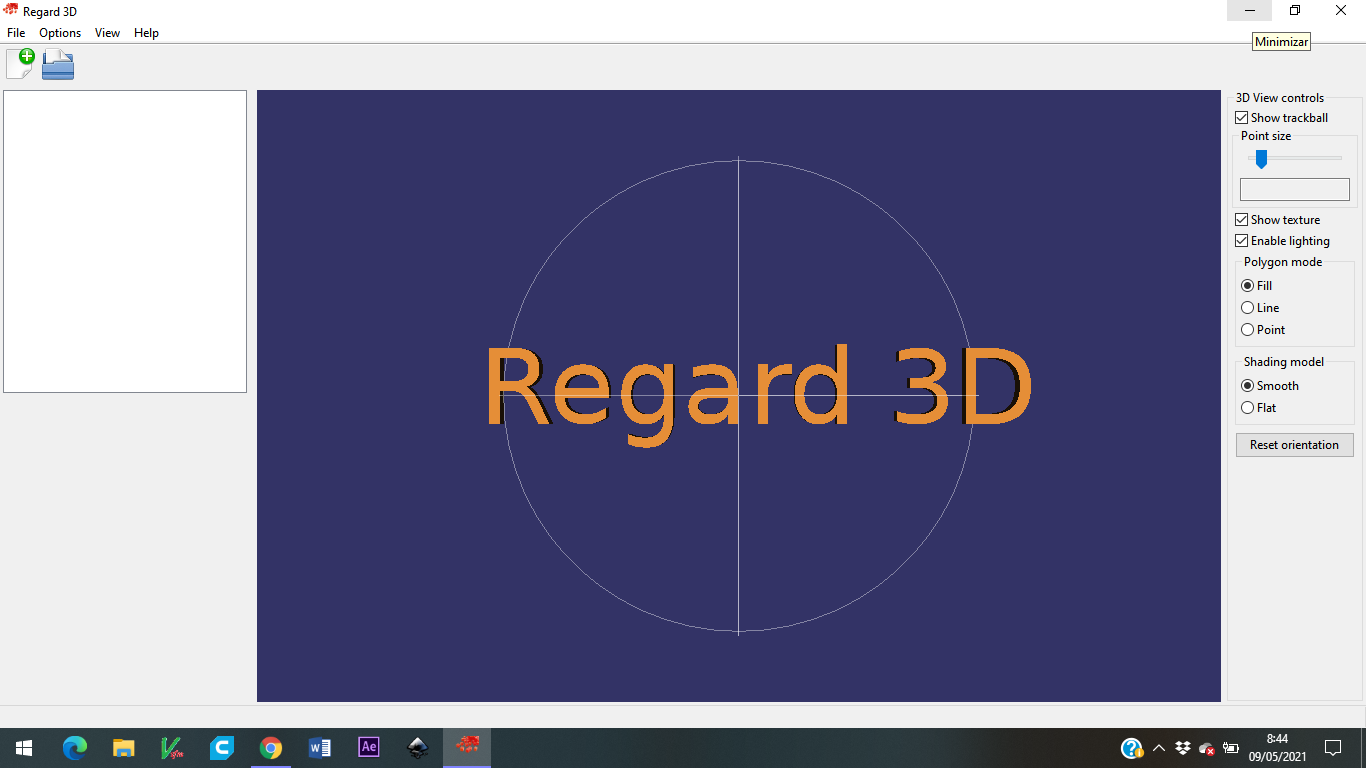 Regard 3D
File Options View Help
Minimizar
3D View controls
Show trackball
Point size
Show texture
Enable lighting
Polygon mode
Fill
Line
Point
Shading model
Smooth
Flat
Reset orientation
Regard 3D
Ae
8:44
09/05/2021